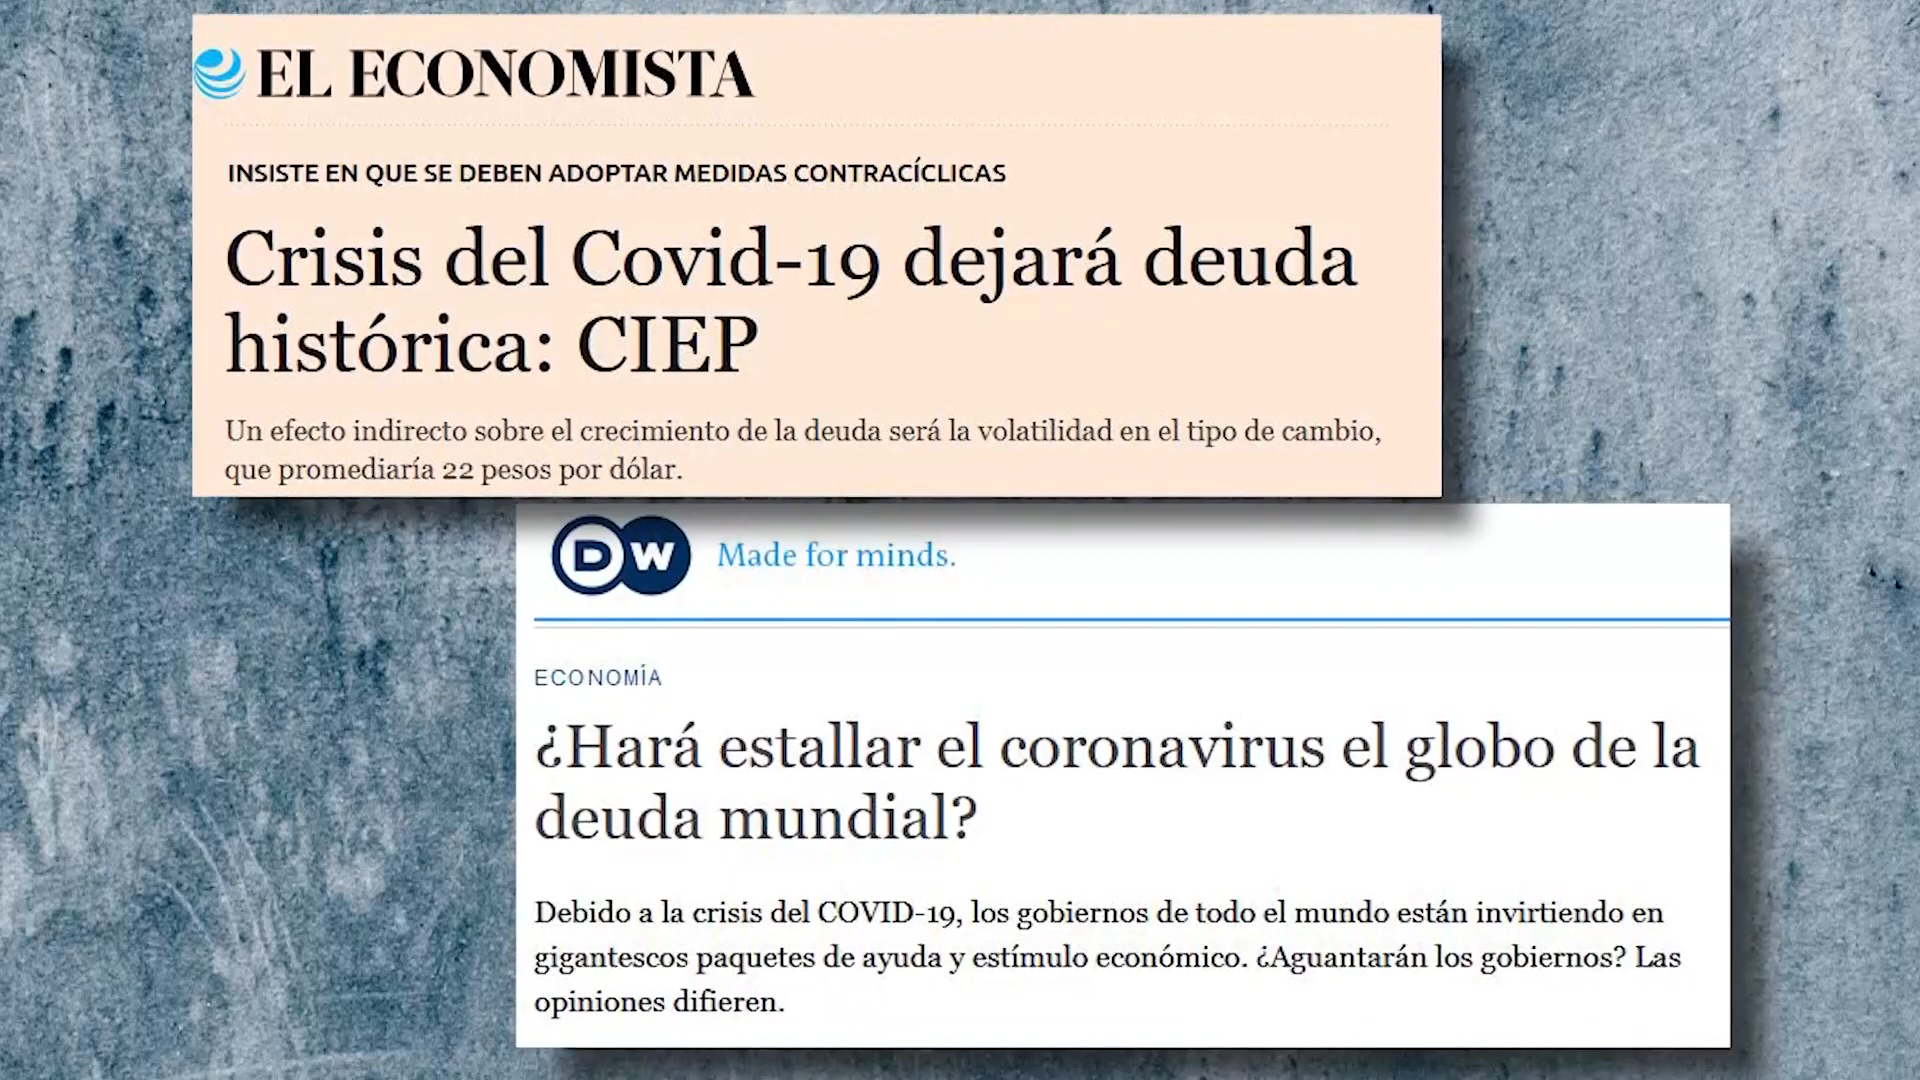 EL ECONOMISTA
INSISTE EN QUE SE DEBEN ADOPTAR MEDIDAS CONTRACÍCLICAS
Crisis del Covid-19 dejará deuda
histórica: CIEP
Un efecto indirecto sobre el crecimiento de la deuda será la volatilidad en el tipo de cambio,
que promediaría 22 pesos por dólar.
DW Made for minds.
ECONOMÍA
¿Hará estallar el coronavirus el globo de la
deuda mundial?
Debido a la crisis del COVID-19, los gobiernos de todo el mundo están invirtiendo en
gigantescos paquetes de ayuda y estímulo económico. ¿Aguantarán los gobiernos? Las
opiniones difieren.